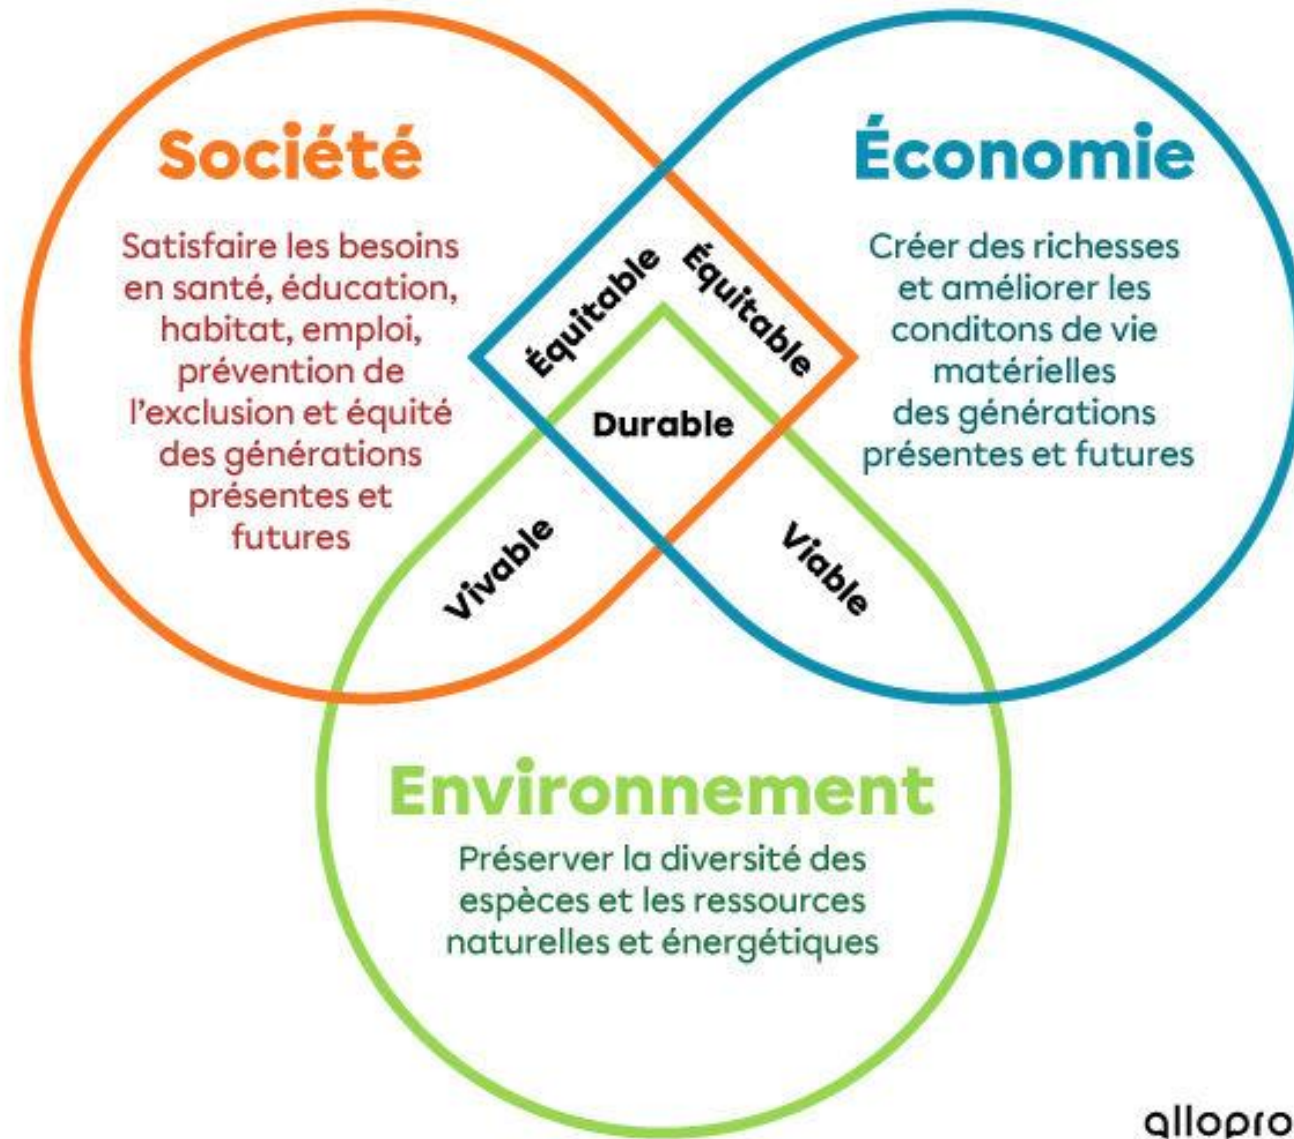 Société
Satisfaire les besoins
en santé, éducation,
habitat, emploi,
prévention de
l'exclusion et équité
des générations
présentes et
futures
Économie
Créer des richesses
et améliorer les
conditons de vie
matérielles
des générations
présentes et futures
Équitable
Équitable
Durable
Vivable
Viable
Environnement
Préserver la diversité des
espèces et les ressources
naturelles et énergétiques
allopro